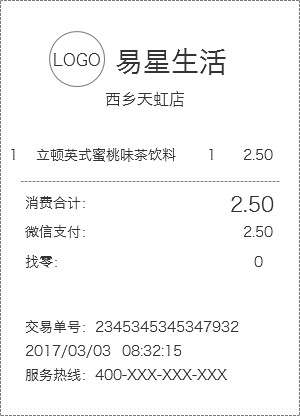 LOGO 易星生活
西乡天虹店
1 立顿英式蜜桃味茶饮料 1 2.50
消费合计: 2.50
微信支付: 2.50
找零: 0
交易单号: 2345345345347932
2017/03/03 08:32:15
服务热线: 400-XXX-XXX-XXX